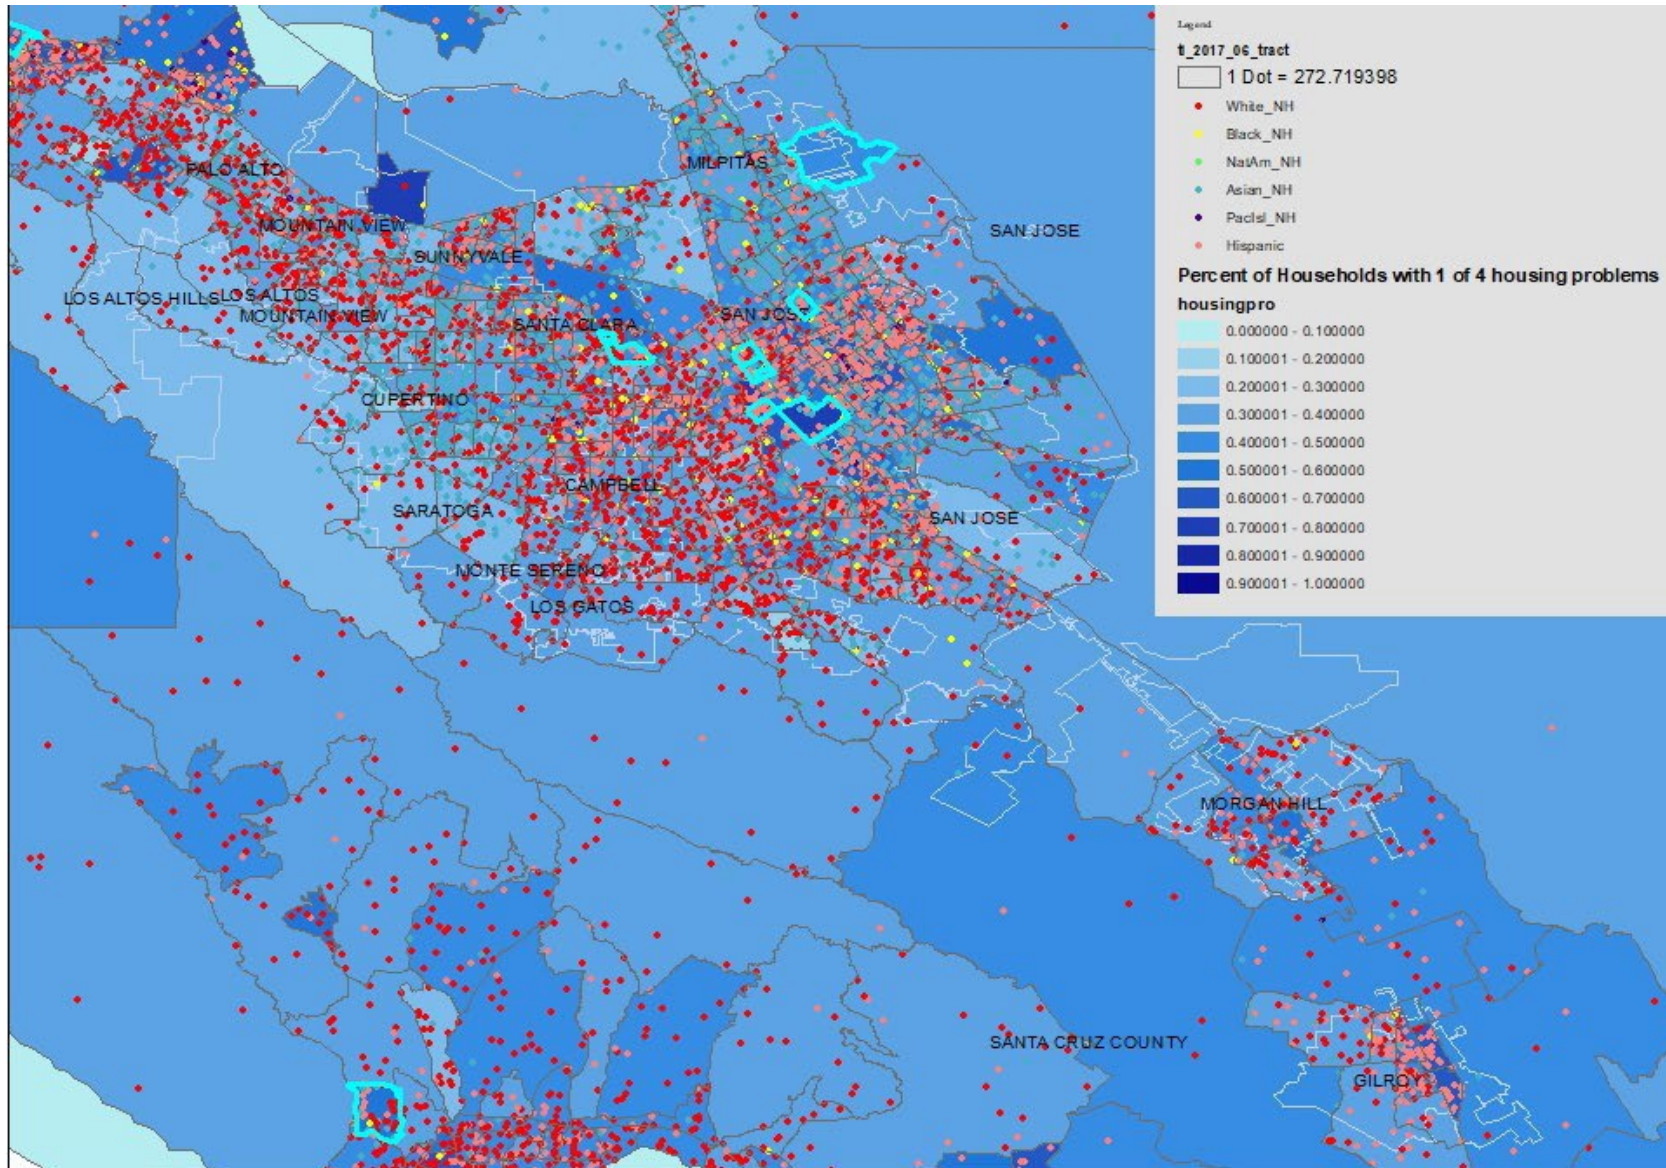 Legend
tl_2017_06_tract
1 Dot = 272.719398
White_NH
Black_NH
NatAm_NH
Asian_NH
PacIsl_NH
Hispanic
Percent of Households with 1 of 4 housing problems
housingpro
0.000000 - 0.100000
0.100001 - 0.200000
0.200001 - 0.300000
0.300001 - 0.400000
0.400001 - 0.500000
0.500001 - 0.600000
0.600001 - 0.700000
0.700001 - 0.800000
0.800001 - 0.900000
0.900001 - 1.000000
PALO ALTO
MILPITAS
MOUNTAIN VIEW
SAN JOSE
SUNNYVALE
LOS ALTOS HILLS
LOS ALTOS
MOUNTAIN VIEW
SANTA CLARA
SAN JOSE
CUPERTINO
CAMPBELL
SARATOGA
SAN JOSE
MONTE SERENO
LOS GATOS
MORGAN HILL
SANTA CRUZ COUNTY
GILROY